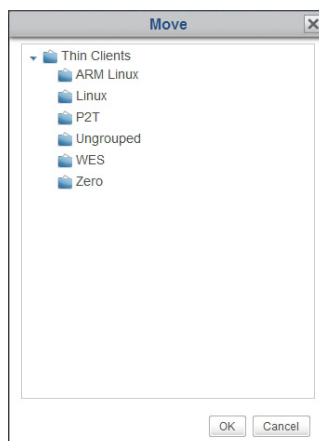 Move
Thin Clients
ARM Linux
Linux
P2T
Ungrouped
WES
Zero
OK Cancel